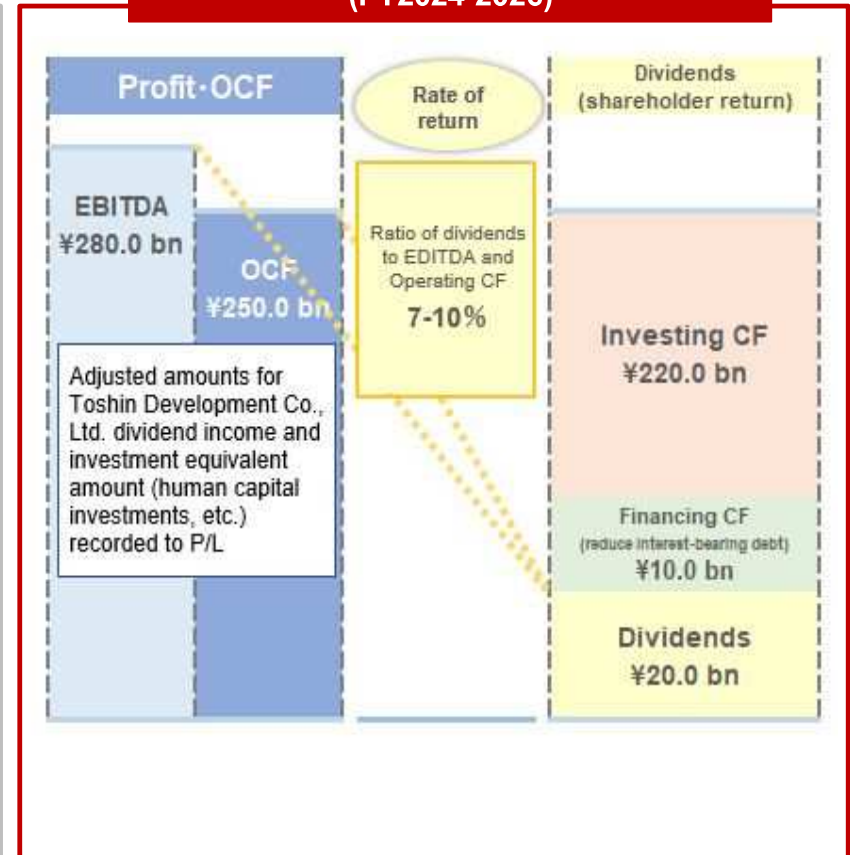 Profit･OCF
EBITDA
¥280.0 bn
OCF
¥250.0 bn
Adjusted amounts for
Toshin Development Co.,
Ltd. dividend income and
investment equivalent
amount (human capital
investments, etc.)
recorded to P/L
Rate of
return
Ratio of dividends
to EDITDA and
Operating CF
7-10%
Dividends
(shareholder return)
Investing CF
¥220.0 bn
Financing CF
(reduce interest-bearing debt)
¥10.0 bn
Dividends
¥20.0 bn